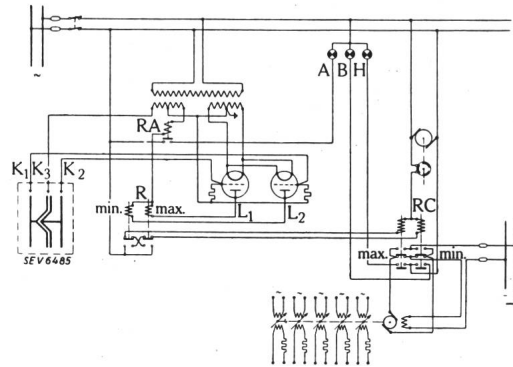 A B H
RA
K1 K3 K2
R
min. max.
L1
L2
RC
max. min.
SEV 6485